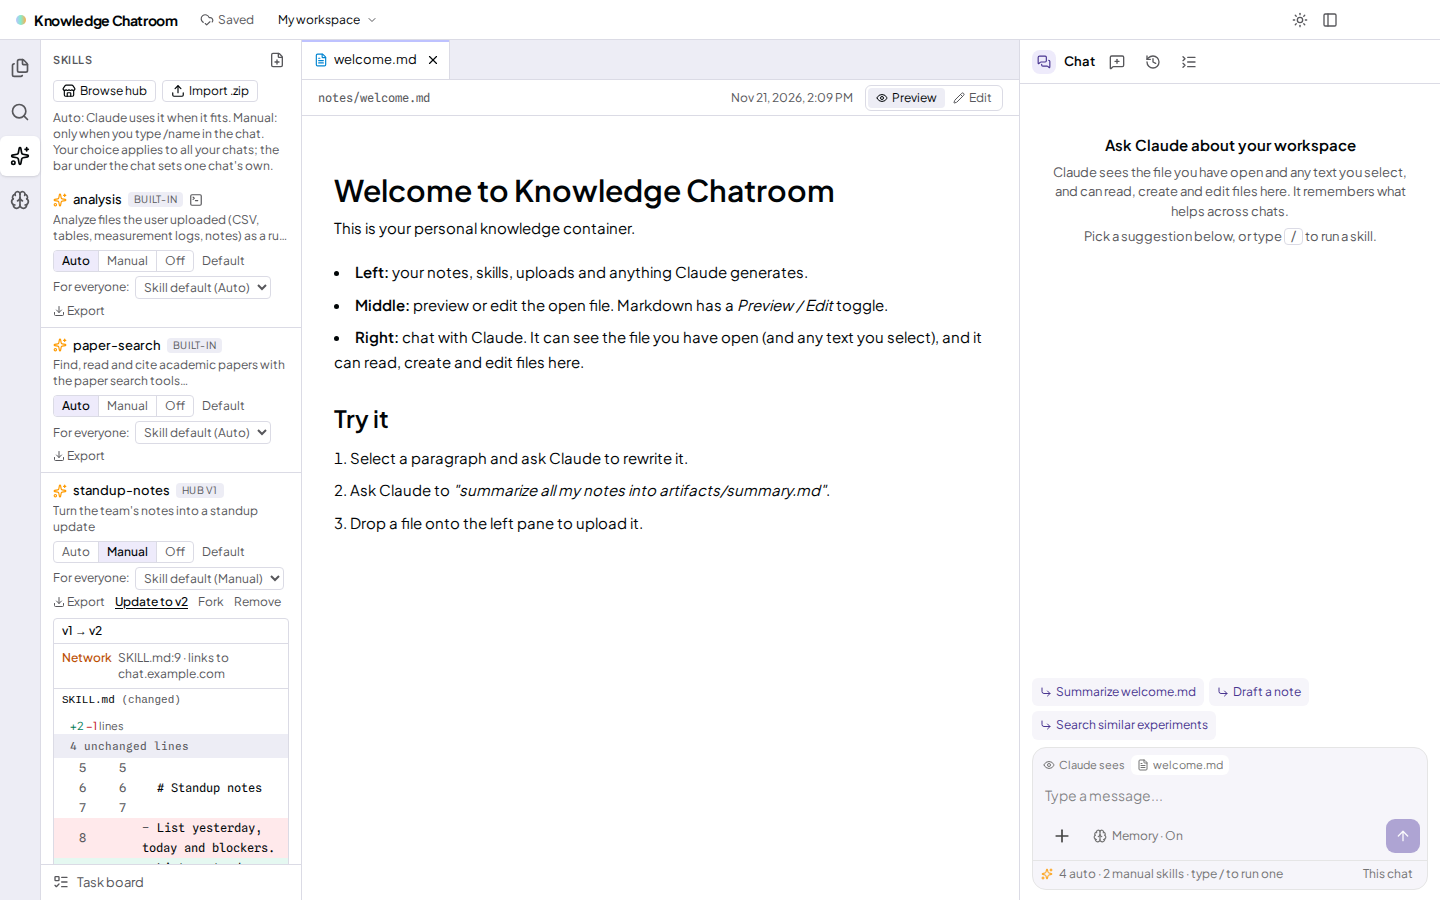 Knowledge Chatroom
Saved
My workspace
SKILLS
Browse hub
Import .zip
Auto: Claude uses it when it fits. Manual:
only when you type /name in the chat.
Your choice applies to all your chats; the
bar under the chat sets one chat's own.
analysis BUILT-IN
Analyze files the user uploaded (CSV,
tables, measurement logs, notes) as a ru…
Auto Manual Off Default
For everyone: Skill default (Auto)
Export
paper-search BUILT-IN
Find, read and cite academic papers with
the paper search tools…
Auto Manual Off Default
For everyone: Skill default (Auto)
Export
standup-notes HUB V1
Turn the team's notes into a standup
update
Auto Manual Off Default
For everyone: Skill default (Manual)
Export Update to v2 Fork Remove
v1 → v2
Network SKILL.md:9 · links to
chat.example.com
SKILL.md (changed)
+2 −1 lines
4 unchanged lines
5 5
6 6 # Standup notes
7 7
8 − List yesterday,
today and blockers.
Task board
welcome.md
notes/welcome.md
Nov 21, 2026, 2:09 PM
Preview
Edit
Welcome to Knowledge Chatroom
This is your personal knowledge container.
• Left: your notes, skills, uploads and anything Claude generates.
• Middle: preview or edit the open file. Markdown has a Preview / Edit toggle.
• Right: chat with Claude. It can see the file you have open (and any text you select), and it
can read, create and edit files here.
Try it
1. Select a paragraph and ask Claude to rewrite it.
2. Ask Claude to "summarize all my notes into artifacts/summary.md".
3. Drop a file onto the left pane to upload it.
Chat
Ask Claude about your workspace
Claude sees the file you have open and any text you select,
and can read, create and edit files here. It remembers what
helps across chats.
Pick a suggestion below, or type / to run a skill.
Summarize welcome.md
Draft a note
Search similar experiments
Claude sees welcome.md
Type a message...
Memory · On
4 auto · 2 manual skills · type / to run one
This chat